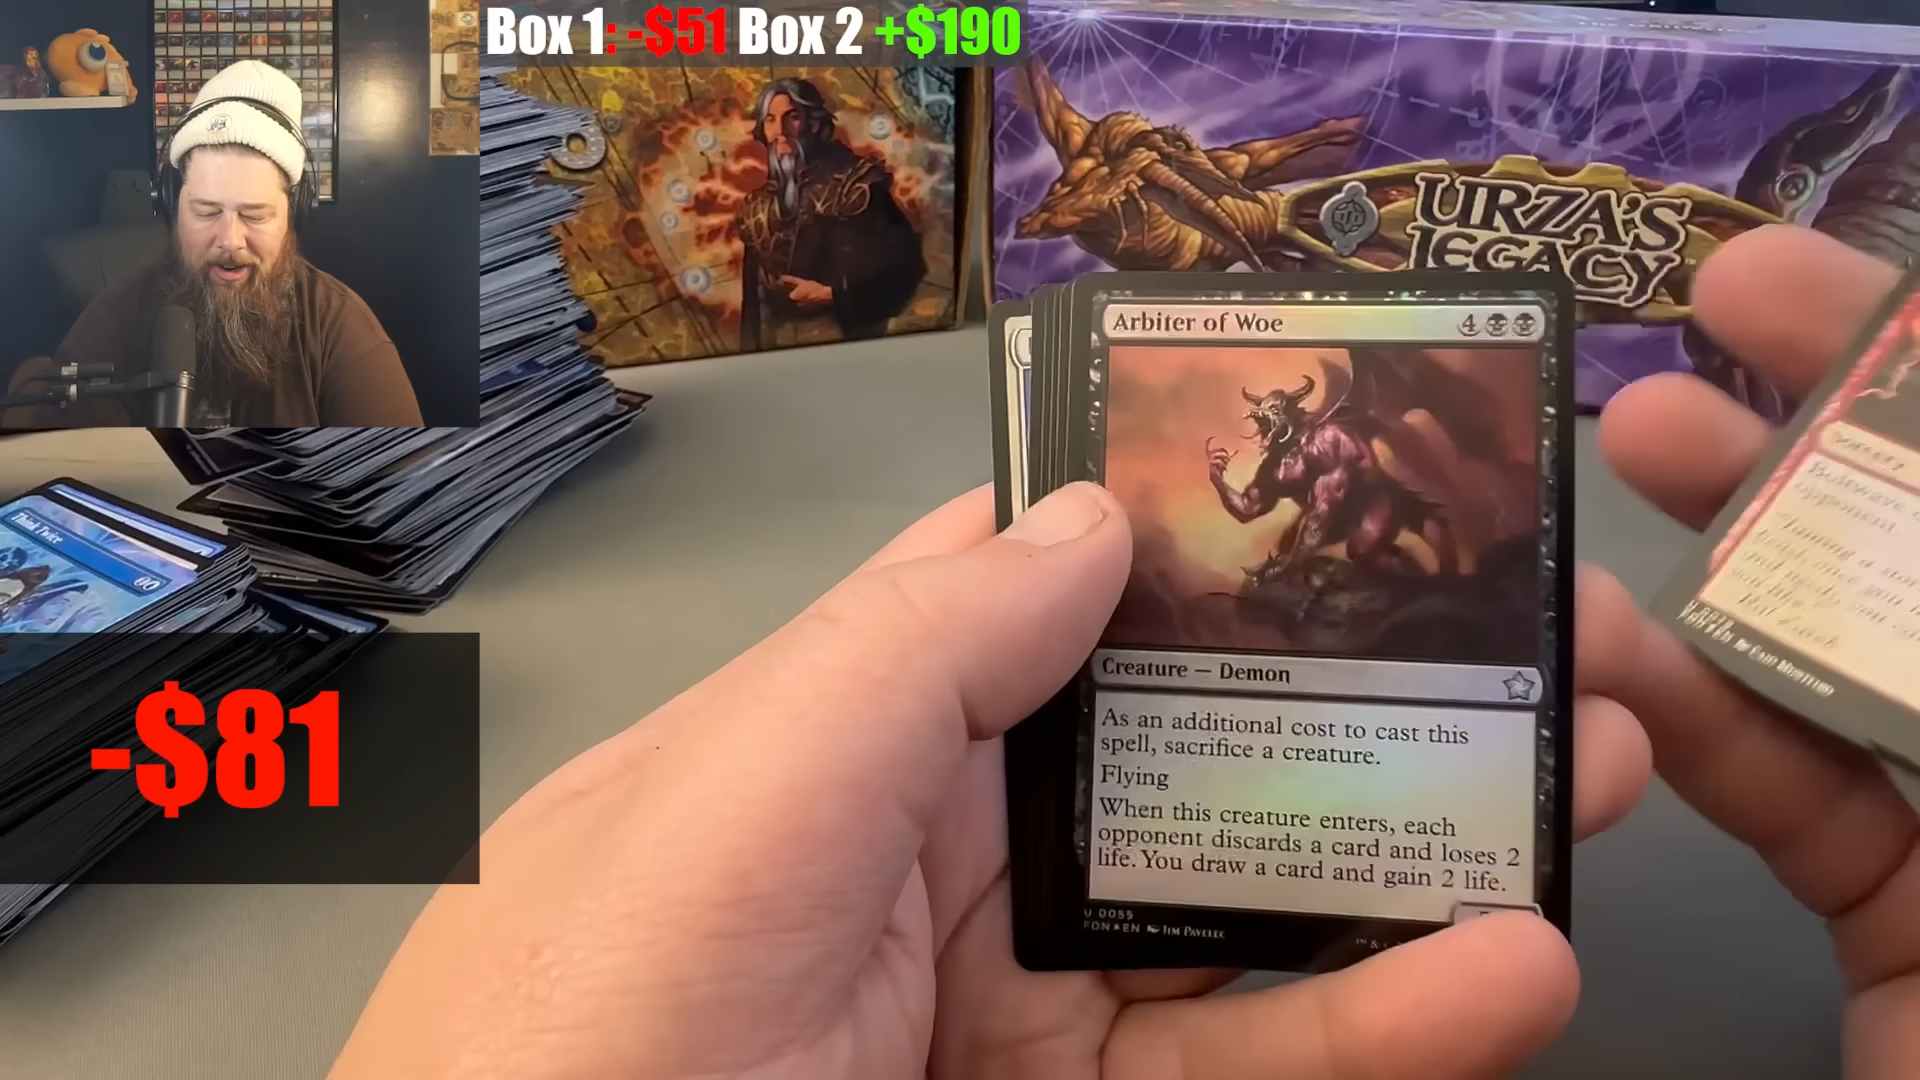 Box 1: -$51 Box 2 +$190
URZA'S
LEGACY
Arbiter of Woe 4
Think Twice
Creature — Demon
As an additional cost to cast this
spell, sacrifice a creature.
Flying
When this creature enters, each
opponent discards a card and loses 2
life. You draw a card and gain 2 life.
U 0055
FDN EN Jim Pavelec
-$81
opponent.